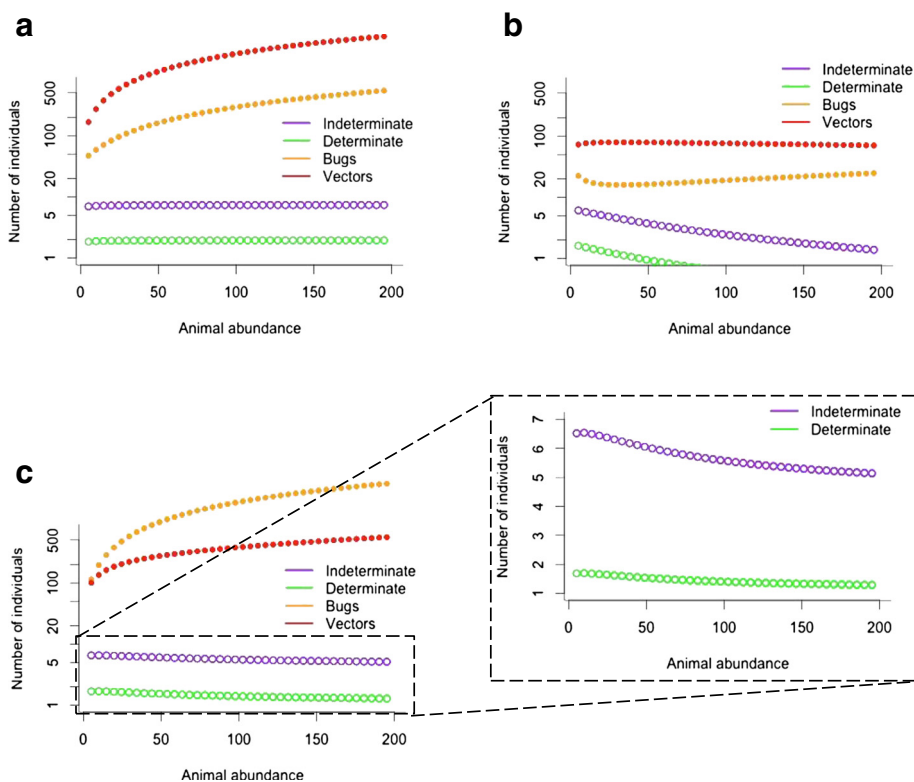 a
Number of individuals
500
100
20
5
1
Indeterminate
Determinate
Bugs
Vectors
0 50 100 150 200
Animal abundance
b
Number of individuals
500
100
20
5
1
Indeterminate
Determinate
Bugs
Vectors
0 50 100 150 200
Animal abundance
c
Number of individuals
500
100
20
5
1
Indeterminate
Determinate
Bugs
Vectors
0 50 100 150 200
Animal abundance
Number of individuals
7
6
5
4
3
2
1
Indeterminate
Determinate
0 50 100 150 200
Animal abundance